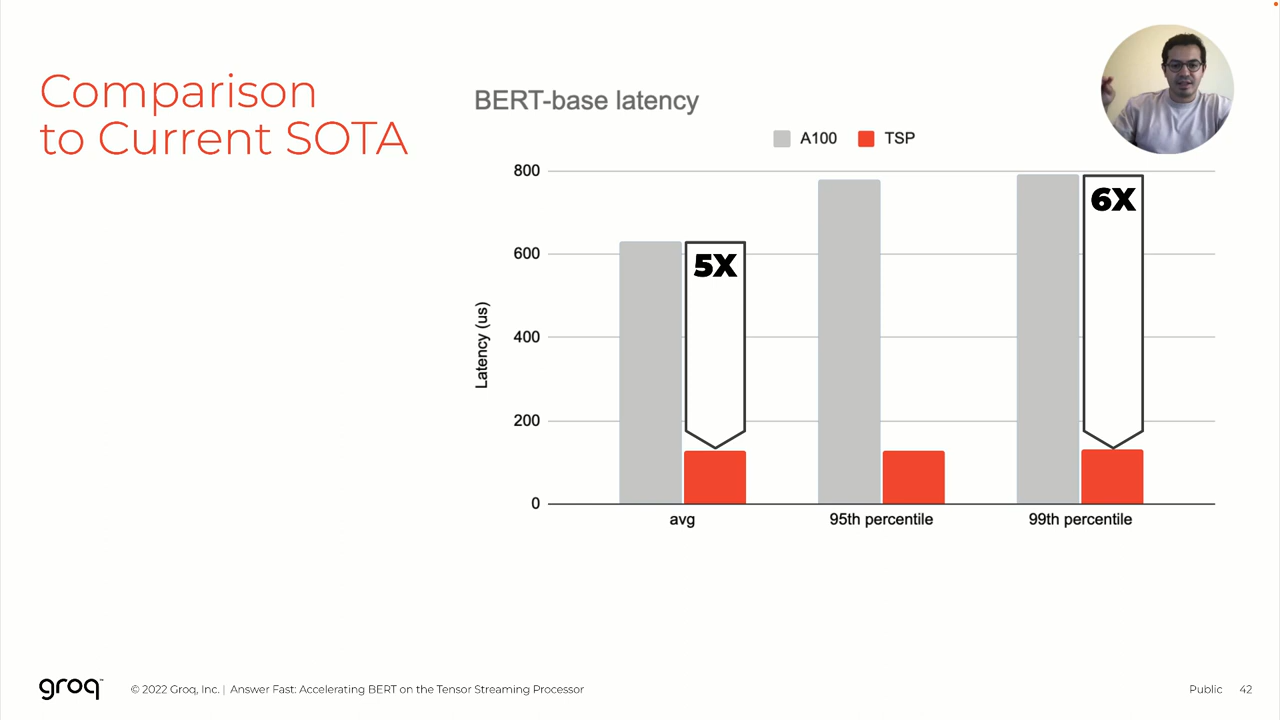 Comparison
to Current SOTA
BERT-base latency
A100
TSP
800
600
400
200
0
Latency (us)
5X
6X
avg
95th percentile
99th percentile
groq™
© 2022 Groq, Inc. | Answer Fast: Accelerating BERT on the Tensor Streaming Processor
Public
42